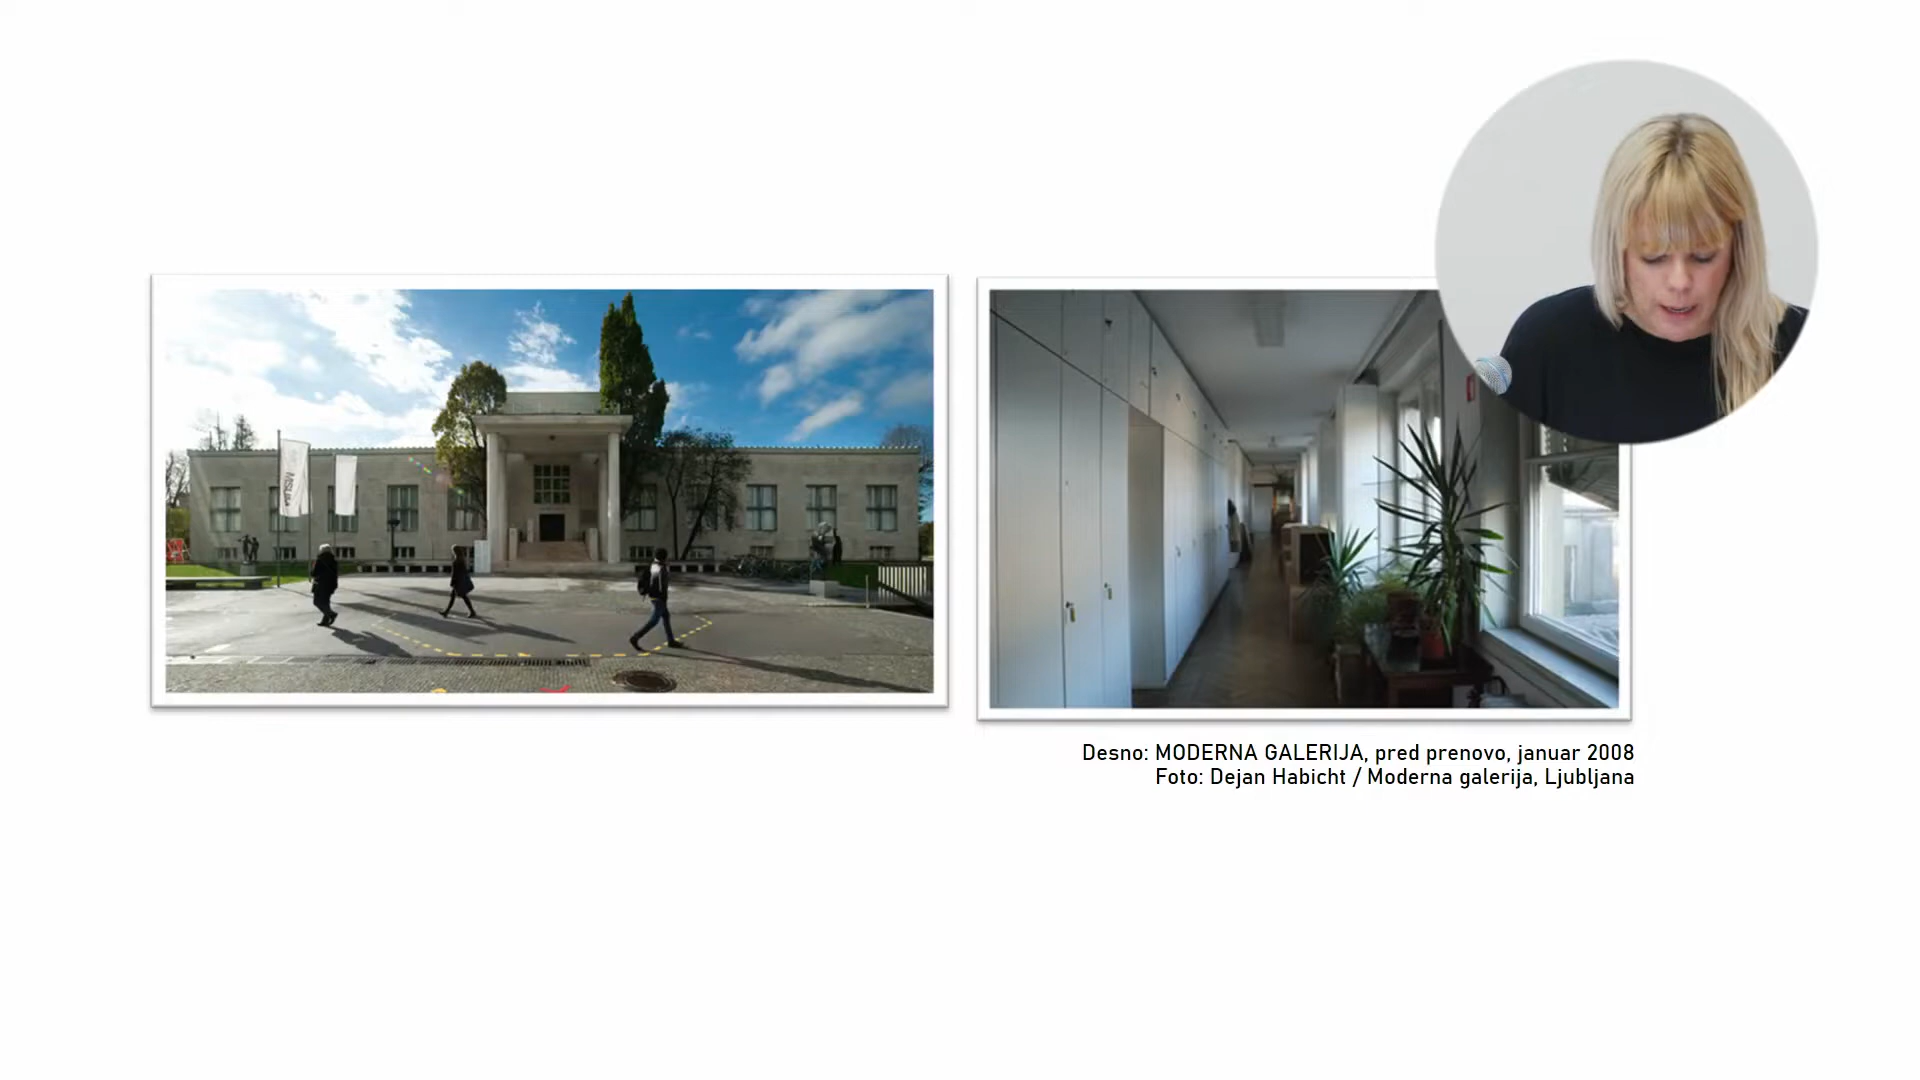 Desno: MODERNA GALERIJA, pred prenovo, januar 2008
Foto: Dejan Habicht / Moderna galerija, Ljubljana